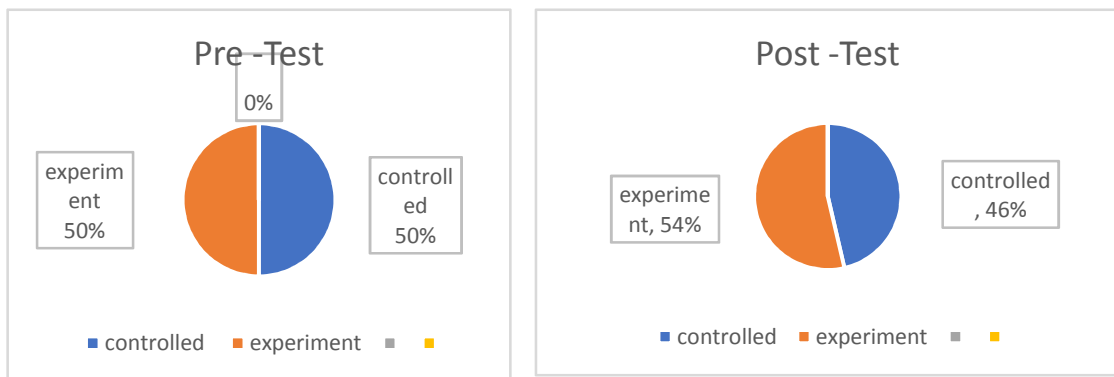 Pre -Test
0%
experim
ent
50%
controll
ed
50%
controlled
experiment
Post -Test
experime
nt, 54%
controlled
, 46%
controlled
experiment